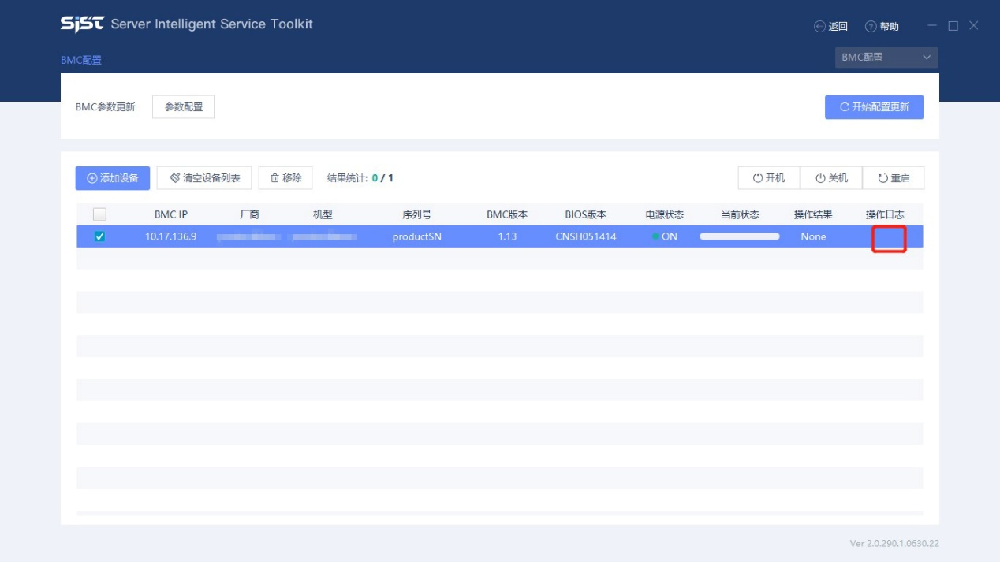 SIST Server Intelligent Service Toolkit
返回 帮助
BMC配置 BMC配置
BMC参数更新 参数配置 开始配置更新
添加设备 清空设备列表 移除 结果统计: 0 / 1 开机 关机 重启
BMC IP 厂商 机型 序列号 BMC版本 BIOS版本 电源状态 当前状态 操作结果 操作日志
10.17.136.9 productSN 1.13 CNSH051414 ON None
Ver 2.0.290.1.0630.22